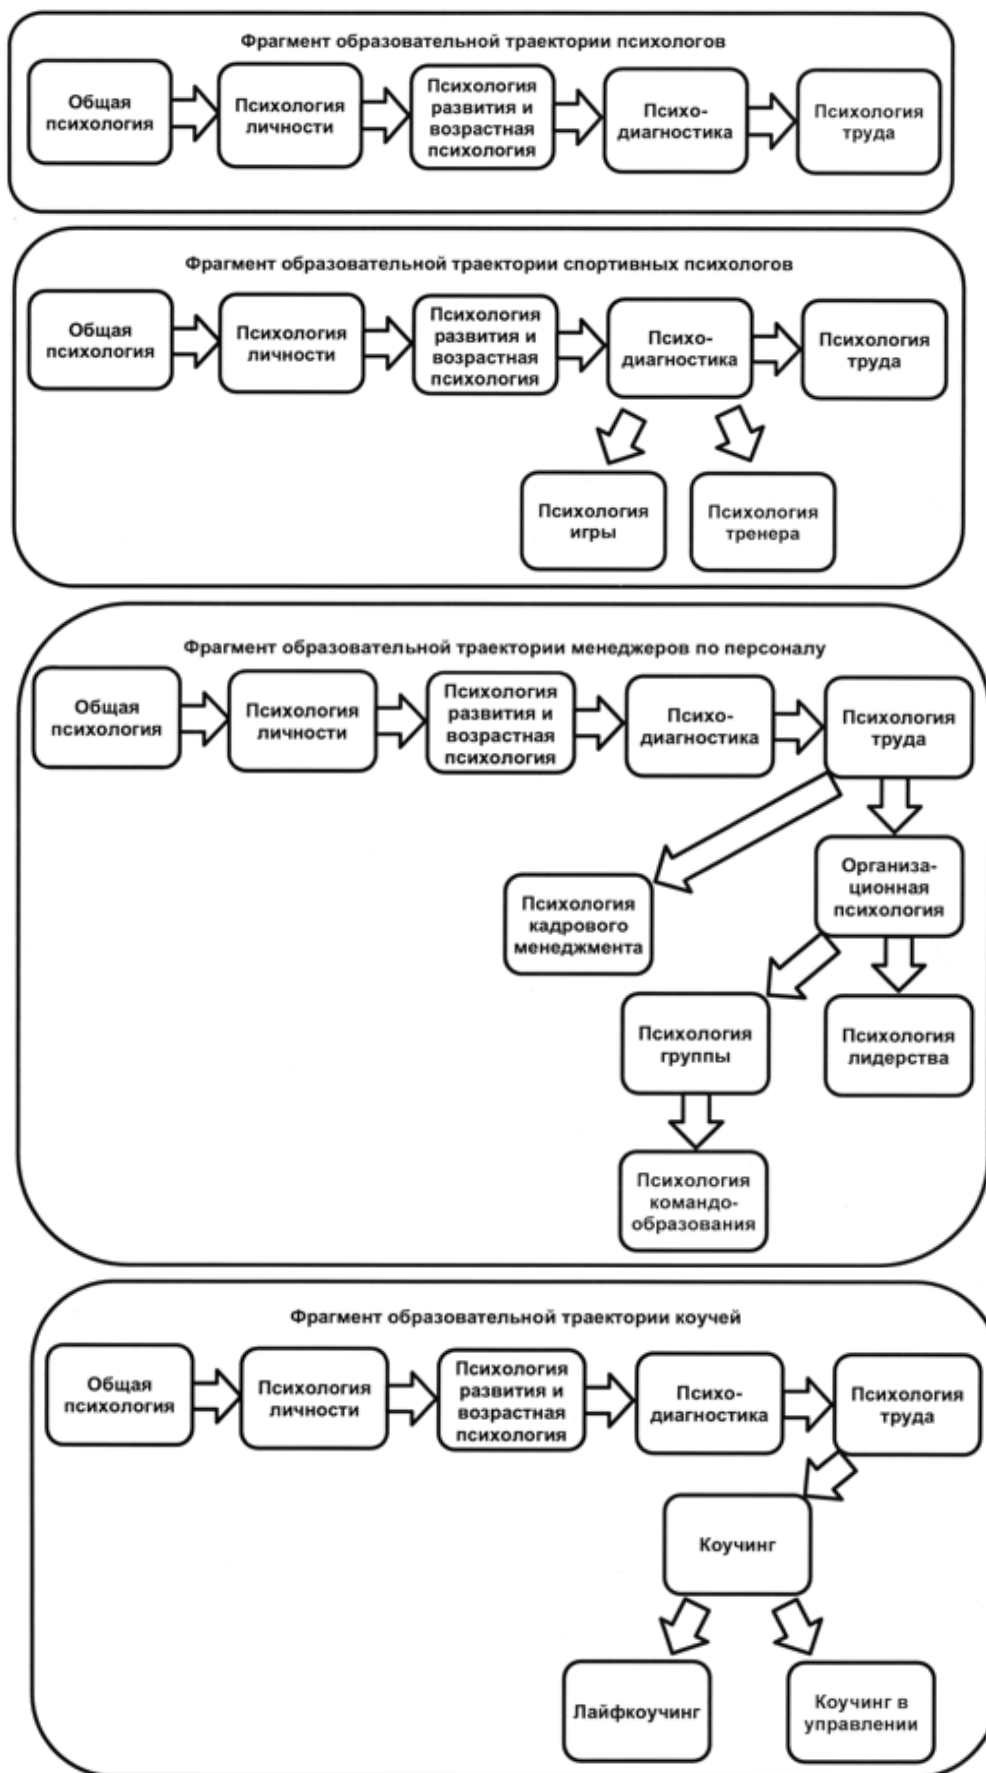 Фрагмент образовательной траектории психологов
Общая
психология
Психология
личности
Психология
развития и
возрастная
психология
Психо-
диагностика
Психология
труда
Фрагмент образовательной траектории спортивных психологов
Общая
психология
Психология
личности
Психология
развития и
возрастная
психология
Психо-
диагностика
Психология
труда
Психология
игры
Психология
тренера
Фрагмент образовательной траектории менеджеров по персоналу
Общая
психология
Психология
личности
Психология
развития и
возрастная
психология
Психо-
диагностика
Психология
труда
Организа-
ционная
психология
Психология
кадрового
менеджмента
Психология
группы
Психология
лидерства
Психология
командо-
образования
Фрагмент образовательной траектории коучей
Общая
психология
Психология
личности
Психология
развития и
возрастная
психология
Психо-
диагностика
Психология
труда
Коучинг
Лайфкоучинг
Коучинг в
управлении